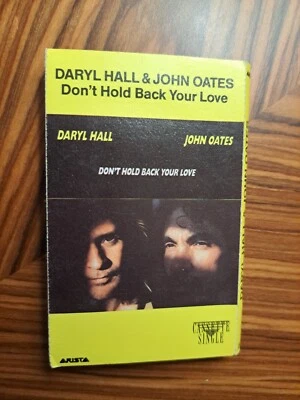 DARYL HALL & JOHN OATES
Don't Hold Back Your Love
DARYL HALL JOHN OATES
DON'T HOLD BACK YOUR LOVE
CASSETTE
SINGLE
ARISTA